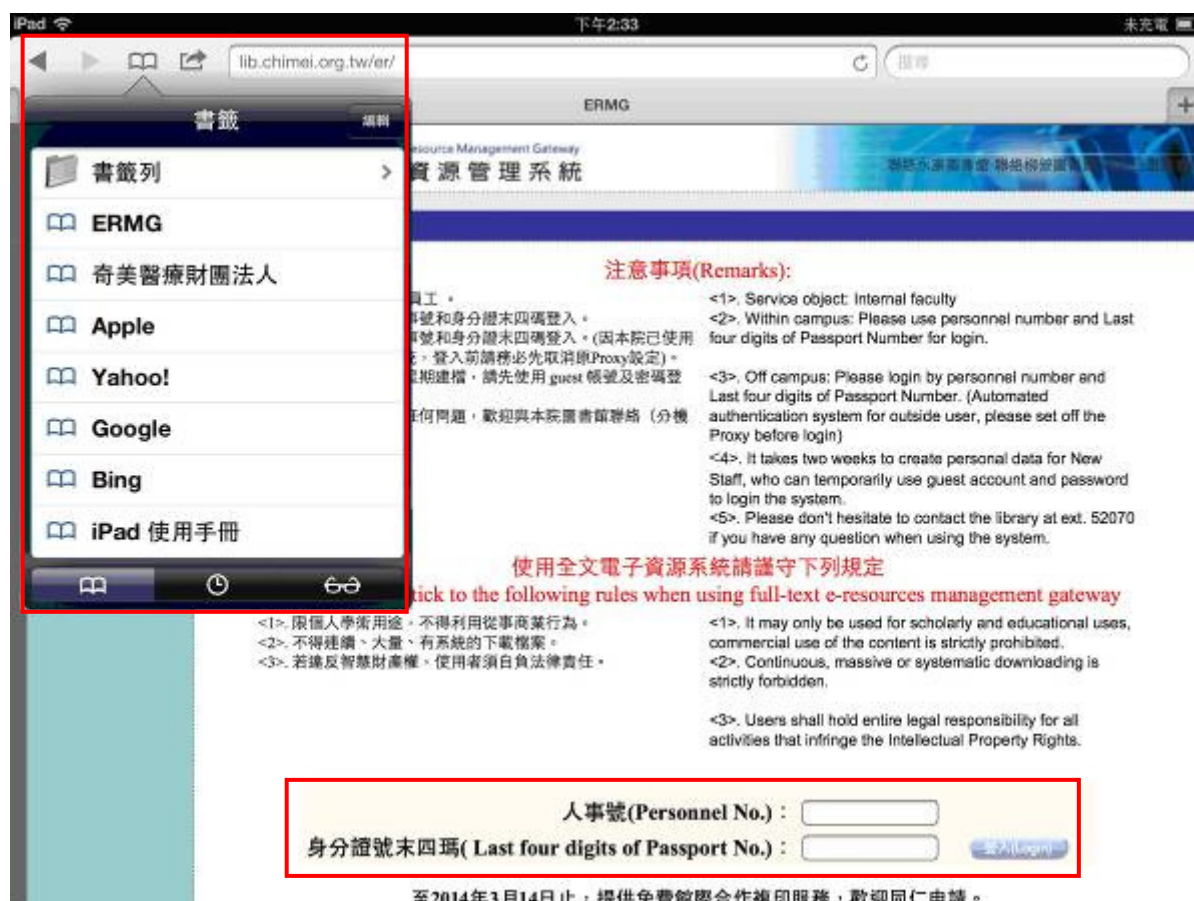 iPad 下午2:33 未充電
lib.chimei.org.tw/er/ 搜尋
ERMG
書籤 編輯
書籤列
ERMG
奇美醫療財團法人
Apple
Yahoo!
Google
Bing
iPad 使用手冊
esource Management Gateway
資源管理系統
聯絡永康圖書館 聯絡柳營圖
注意事項(Remarks):
員工。
事號和身分證末四碼登入。
事號和身分證末四碼登入。(因本院已使用
，登入前請務必先取消原Proxy設定)。
星期建檔，請先使用 guest 帳號及密碼登
任何問題，歡迎與本院圖書館聯絡（分機
<1>. Service object: Internal faculty
<2>. Within campus: Please use personnel number and Last
four digits of Passport Number for login.
<3>. Off campus: Please login by personnel number and
Last four digits of Passport Number. (Automated
authentication system for outside user, please set off the
Proxy before login)
<4>. It takes two weeks to create personal data for New
Staff, who can temporarily use guest account and password
to login the system.
<5>. Please don't hesitate to contact the library at ext. 52070
if you have any question when using the system.
使用全文電子資源系統請謹守下列規定
tick to the following rules when using full-text e-resources management gateway
<1>. 限個人學術用途，不得利用從事商業行為。
<2>. 不得連續、大量、有系統的下載檔案。
<3>. 若違反智慧財產權，使用者須自負法律責任。
<1>. It may only be used for scholarly and educational uses,
commercial use of the content is strictly prohibited.
<2>. Continuous, massive or systematic downloading is
strictly forbidden.
<3>. Users shall hold entire legal responsibility for all
activities that infringe the Intellectual Property Rights.
人事號(Personnel No.)：
身分證號末四瑪( Last four digits of Passport No.)： 登入(Login)
至2014年3月14日止，提供免費館際合作複印服務，歡迎同仁申請。